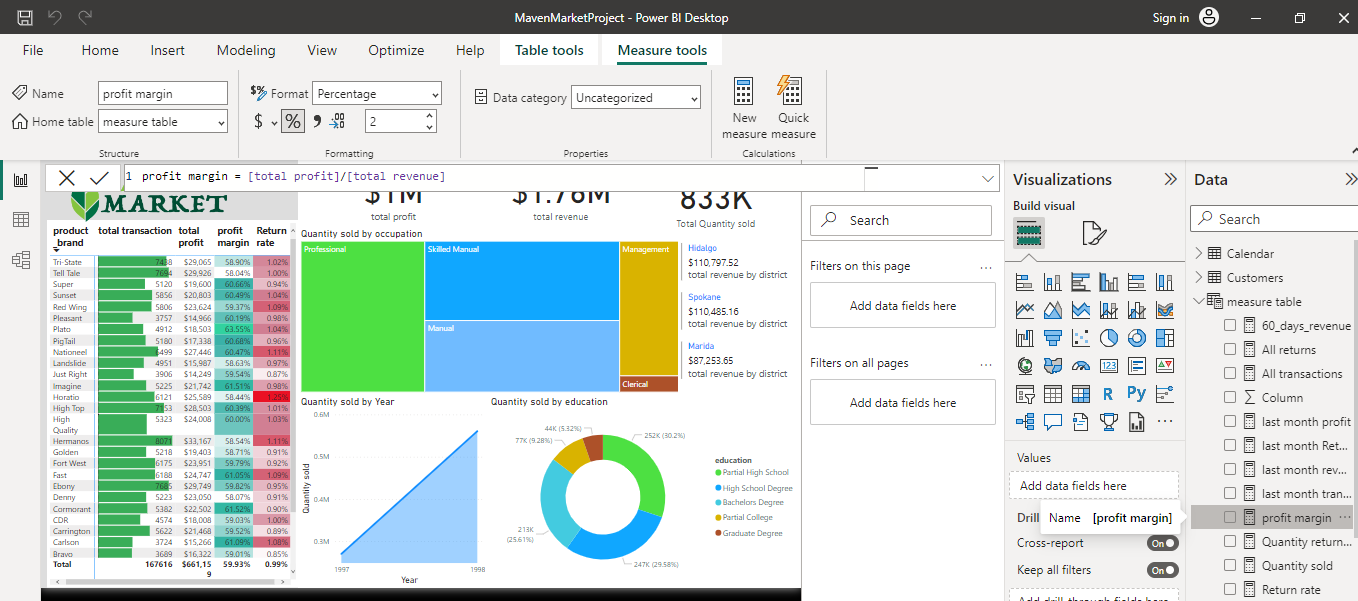 MavenMarketProject - Power BI Desktop
Sign in
File Home Insert Modeling View Optimize Help Table tools Measure tools
Name profit margin
Home table measure table
Structure
Format Percentage
$ % 2
Formatting
Data category Uncategorized
Properties
New measure
Quick measure
Calculations
1 profit margin = [total profit]/[total revenue]
MARKET
$1M
total profit
$1.76M
total revenue
833K
Total Quantity sold
product_brand total transaction total profit profit margin Return rate
Tri-State 7438 $29,065 58.90% 1.02%
Tell Tale 7694 $29,926 58.04% 1.00%
Super 5120 $19,600 60.66% 0.94%
Sunset 5856 $20,803 60.49% 1.04%
Red Wing 5806 $23,624 59.37% 1.09%
Pleasant 3757 $14,966 60.19% 0.98%
Plato 4912 $18,503 63.55% 1.04%
PigTail 5180 $17,338 60.68% 0.96%
Nationeel 6499 $27,446 60.47% 1.11%
Landslide 4951 $15,987 58.63% 0.97%
Just Right 3906 $14,249 59.54% 0.87%
Imagine 5225 $21,742 61.51% 0.98%
Horatio 6121 $25,589 58.44% 1.25%
High Top 7153 $28,503 60.39% 1.01%
High Quality 5323 $24,008 60.00% 1.03%
Hermanos 8071 $33,167 58.54% 1.11%
Golden 5218 $19,403 58.71% 0.91%
Fort West 6175 $23,951 59.79% 0.92%
Fast 6188 $24,747 61.05% 1.09%
Ebony 7685 $29,749 59.82% 0.95%
Denny 5223 $23,050 58.07% 0.91%
Cormorant 5382 $22,502 61.52% 0.90%
CDR 4574 $18,008 59.03% 1.00%
Carrington 5622 $21,468 59.52% 0.89%
Carlson 3724 $15,266 61.09% 1.08%
Bravo 3689 $16,322 59.01% 0.85%
Total 167616 $661,159 59.93% 0.99%
Quantity sold by occupation
Professional
Skilled Manual
Manual
Management
Clerical
Hidalgo
$110,797.52
total revenue by district
Spokane
$110,485.16
total revenue by district
Marida
$87,253.65
total revenue by district
Quantity sold by Year
Quantity sold
0.6M
0.5M
0.4M
0.3M
1997 1998
Year
Quantity sold by education
44K (5.32%)
77K (9.28%)
252K (30.2%)
213K (25.61%)
247K (29.58%)
education
Partial High School
High School Degree
Bachelors Degree
Partial College
Graduate Degree
Search
Filters on this page ...
Add data fields here
Filters on all pages ...
Add data fields here
Visualizations
Build visual
123
R Py
...
Values
Add data fields here
Drill
Name [profit margin]
Cross-report On
Keep all filters On
Add drill-through fields here
Data
Search
Calendar
Customers
measure table
60_days_revenue
All returns
All transactions
Column
last month profit
last month Ret...
last month rev...
last month tran...
profit margin ...
Quantity return...
Quantity sold
Return rate